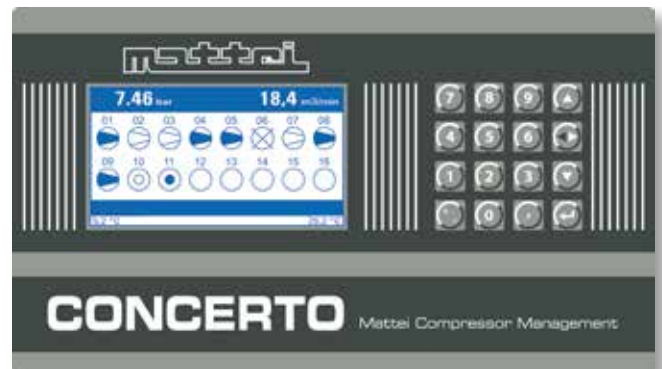 mattei
7.46 bar 18,4 m3/min
01 02 03 04 05 06 07 08
09 10 11 12 13 14 15 16
7 8 9
4 5 6
1 2 3
0
CONCERTO Mattei Compressor Management